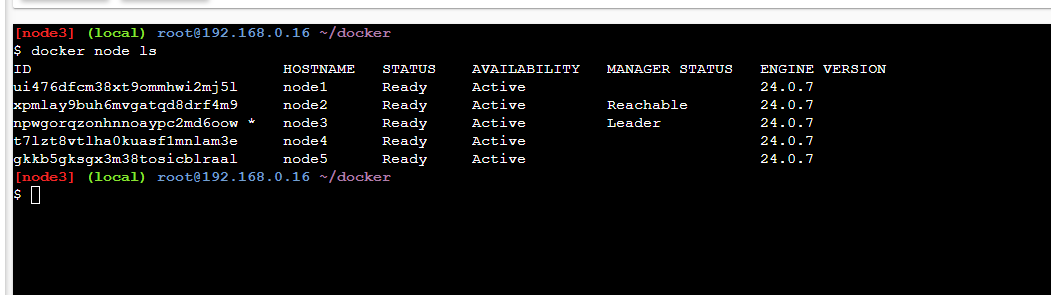 [node3] (local) root@192.168.0.16 ~/docker
$ docker node ls
ID HOSTNAME STATUS AVAILABILITY MANAGER STATUS ENGINE VERSION
ui476dfcm38xt9ommhwi2mj5l node1 Ready Active 24.0.7
xpmlay9buh6mvgatqd8drf4m9 node2 Ready Active Reachable 24.0.7
npwgorqzonhnnoaypc2md6oow * node3 Ready Active Leader 24.0.7
t7lzt8vtlha0kuasf1mnlam3e node4 Ready Active 24.0.7
gkkb5gksgx3m38tosicblraal node5 Ready Active 24.0.7
[node3] (local) root@192.168.0.16 ~/docker
$